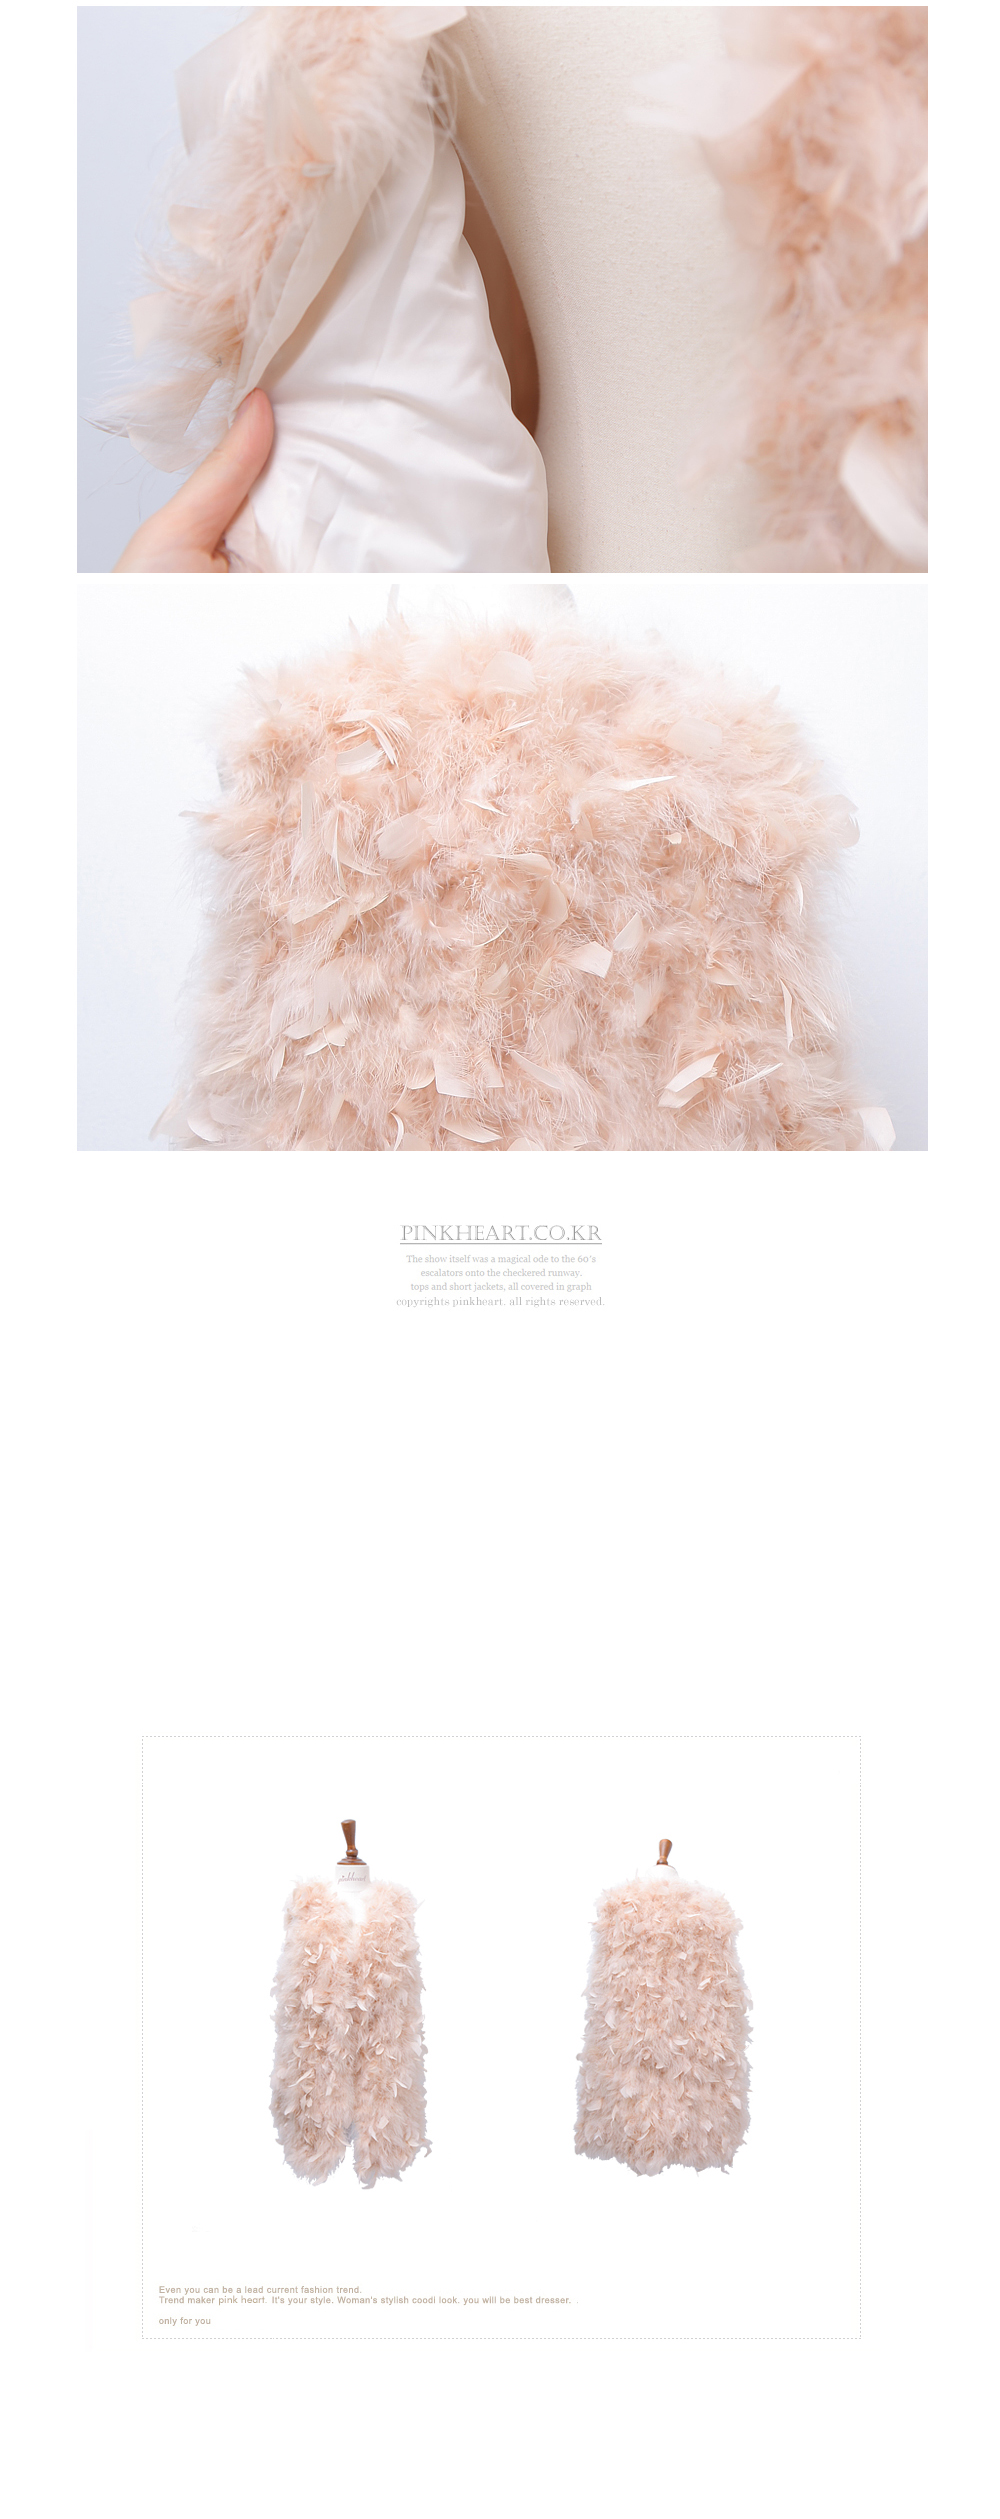 PINKHEART.CO.KR
The show itself was a magical ode to the 60's
escalators onto the checkered runway.
tops and short jackets, all covered in graph
copyrights pinkheart. all rights reserved.
pinkheart
Even you can be a lead current fashion trend.
Trend maker pink heart. It's your style. Woman's stylish coodi look. you will be best dresser.
only for you